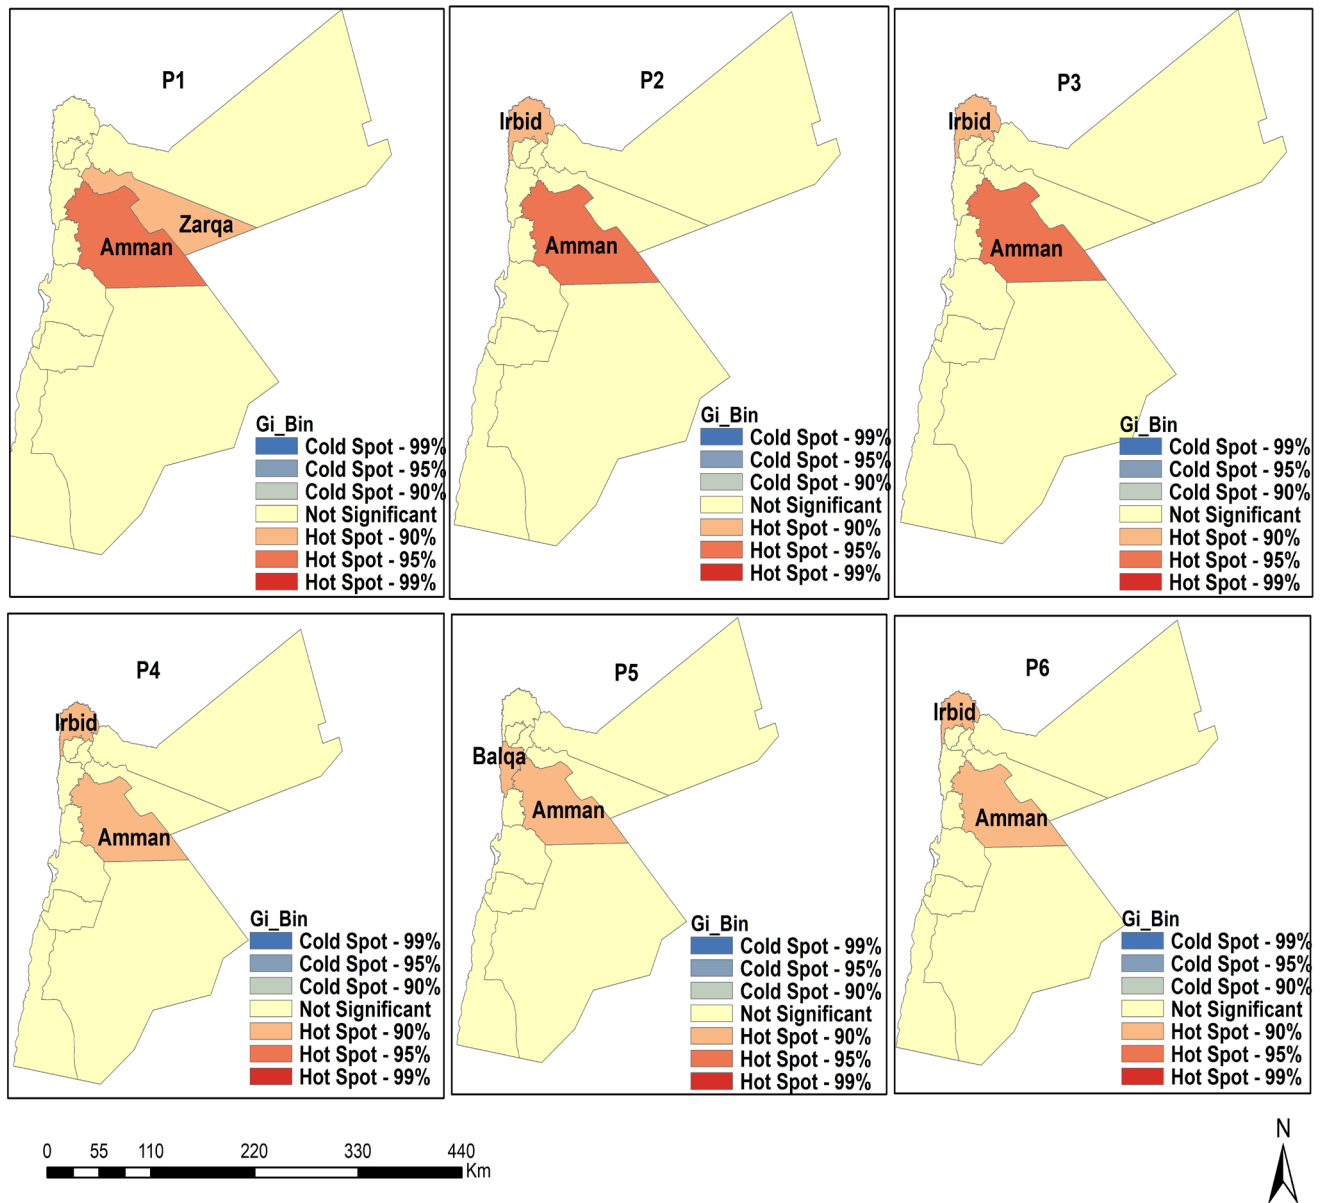 P1
Zarqa
Amman
Gi_Bin
Cold Spot - 99%
Cold Spot - 95%
Cold Spot - 90%
Not Significant
Hot Spot - 90%
Hot Spot - 95%
Hot Spot - 99%
P2
Irbid
Amman
Gi_Bin
Cold Spot - 99%
Cold Spot - 95%
Cold Spot - 90%
Not Significant
Hot Spot - 90%
Hot Spot - 95%
Hot Spot - 99%
P3
Irbid
Amman
Gi_Bin
Cold Spot - 99%
Cold Spot - 95%
Cold Spot - 90%
Not Significant
Hot Spot - 90%
Hot Spot - 95%
Hot Spot - 99%
P4
Irbid
Amman
Gi_Bin
Cold Spot - 99%
Cold Spot - 95%
Cold Spot - 90%
Not Significant
Hot Spot - 90%
Hot Spot - 95%
Hot Spot - 99%
P5
Balqa
Amman
Gi_Bin
Cold Spot - 99%
Cold Spot - 95%
Cold Spot - 90%
Not Significant
Hot Spot - 90%
Hot Spot - 95%
Hot Spot - 99%
P6
Irbid
Amman
Gi_Bin
Cold Spot - 99%
Cold Spot - 95%
Cold Spot - 90%
Not Significant
Hot Spot - 90%
Hot Spot - 95%
Hot Spot - 99%
0 55 110 220 330 440
Km
N